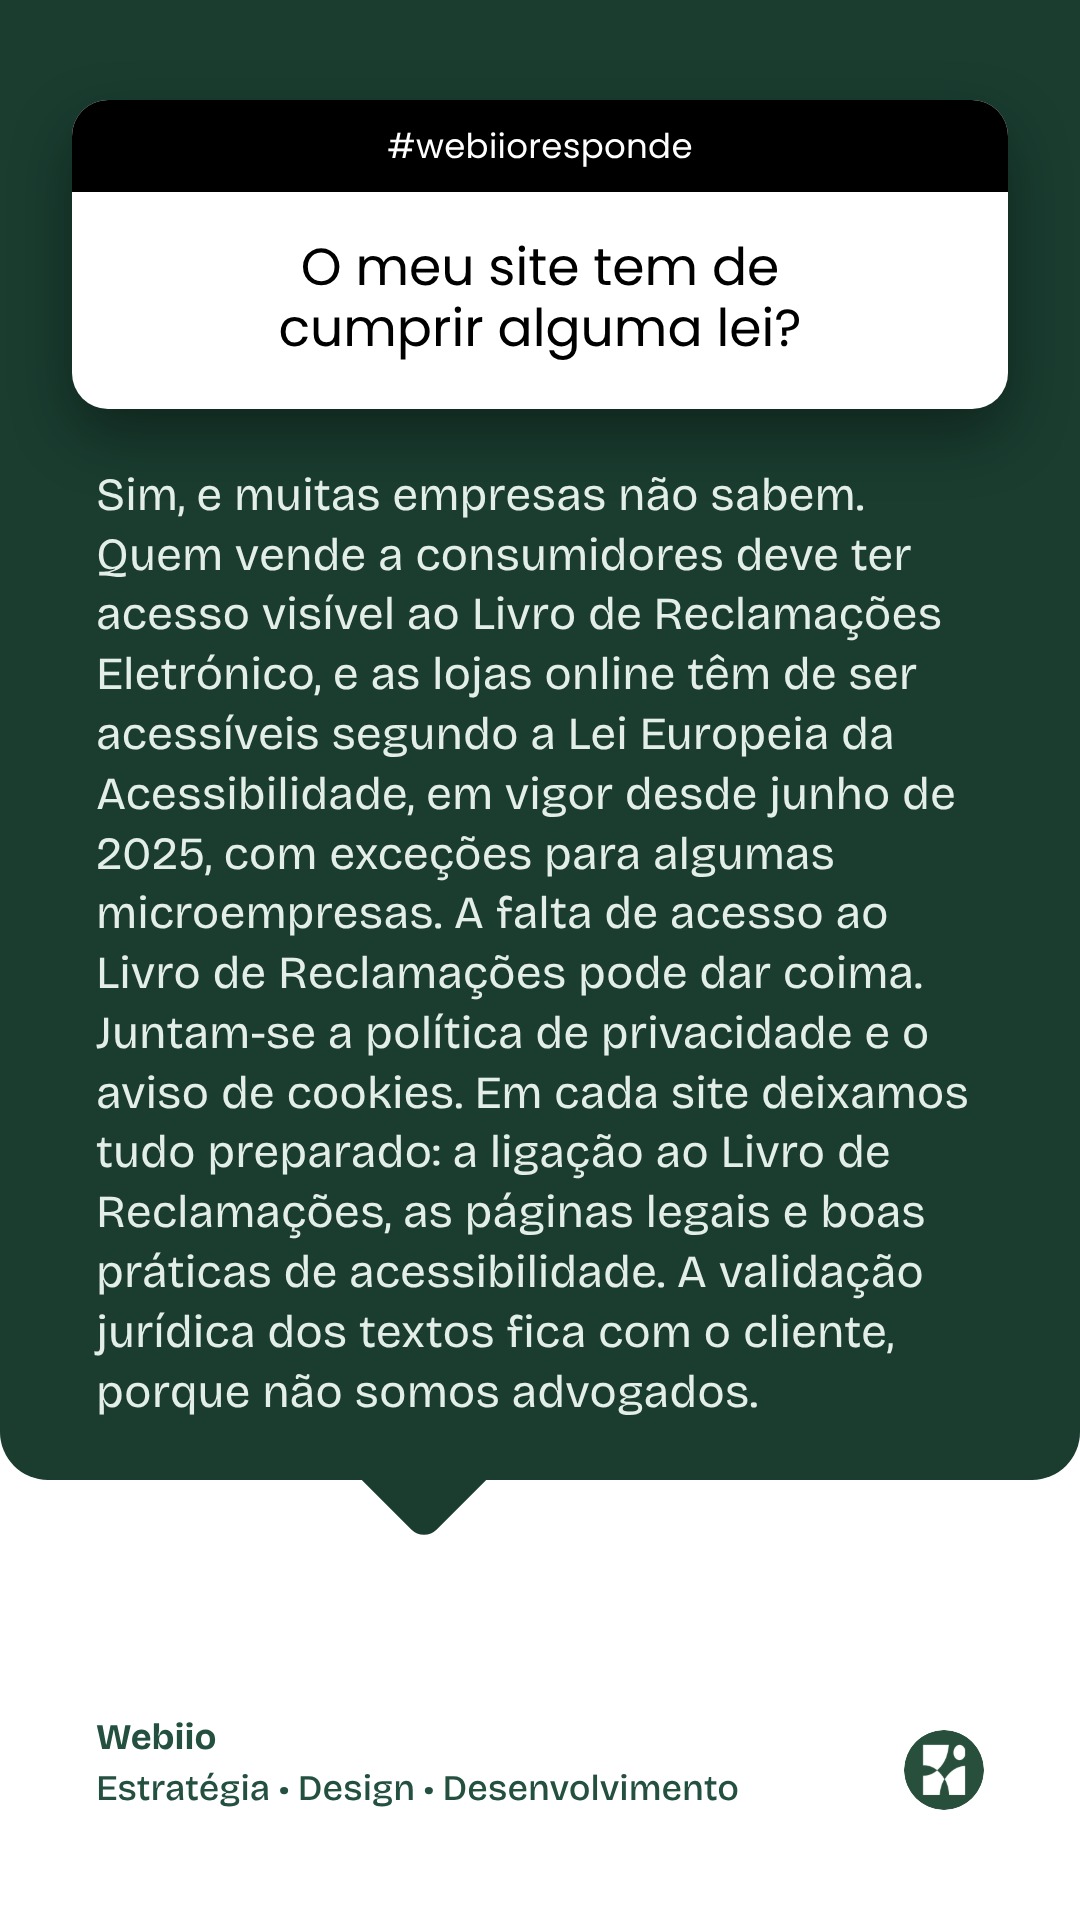 #webiioresponde
O meu site tem de
cumprir alguma lei?
Sim, e muitas empresas não sabem.
Quem vende a consumidores deve ter
acesso visível ao Livro de Reclamações
Eletrónico, e as lojas online têm de ser
acessíveis segundo a Lei Europeia da
Acessibilidade, em vigor desde junho de
2025, com exceções para algumas
microempresas. A falta de acesso ao
Livro de Reclamações pode dar coima.
Juntam-se a política de privacidade e o
aviso de cookies. Em cada site deixamos
tudo preparado: a ligação ao Livro de
Reclamações, as páginas legais e boas
práticas de acessibilidade. A validação
jurídica dos textos fica com o cliente,
porque não somos advogados.
Webiio
Estratégia • Design • Desenvolvimento